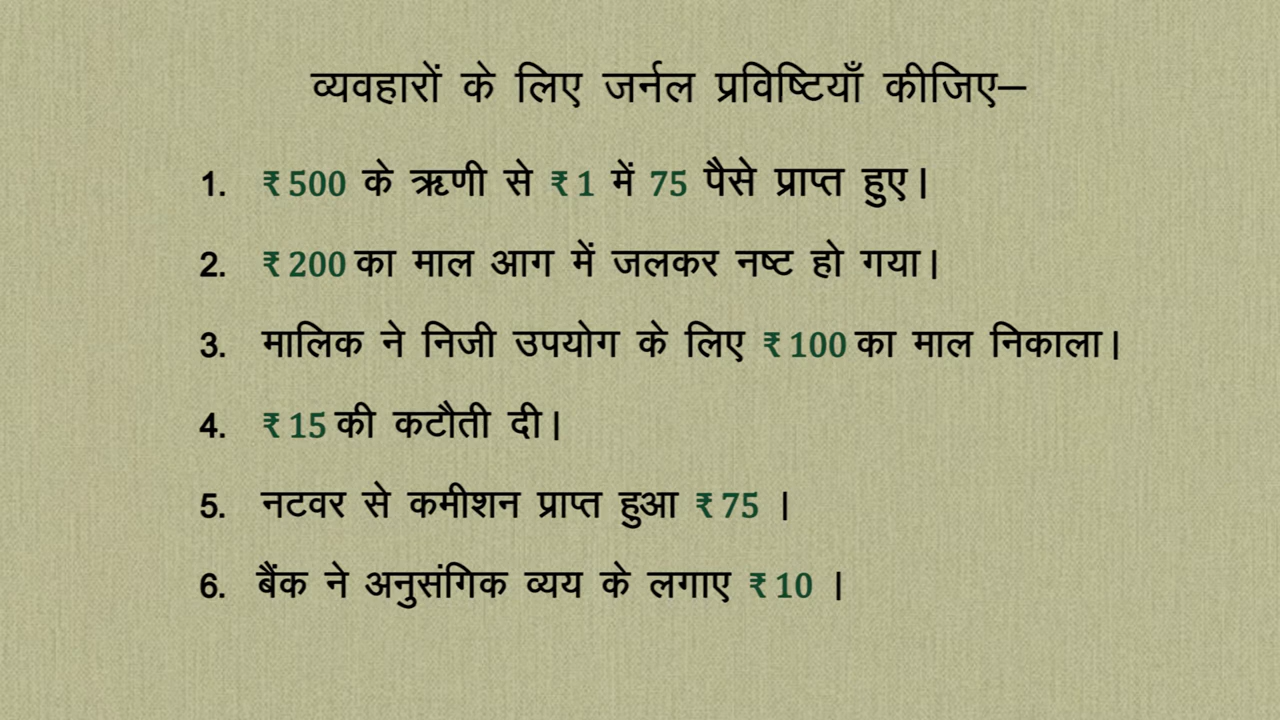 व्यवहारों के लिए जर्नल प्रविष्टियाँ कीजिए–
1. ₹ 500 के ऋणी से ₹ 1 में 75 पैसे प्राप्त हुए।
2. ₹ 200 का माल आग में जलकर नष्ट हो गया।
3. मालिक ने निजी उपयोग के लिए ₹ 100 का माल निकाला।
4. ₹ 15 की कटौती दी।
5. नटवर से कमीशन प्राप्त हुआ ₹ 75 ।
6. बैंक ने अनुसंगिक व्यय के लगाए ₹ 10 ।